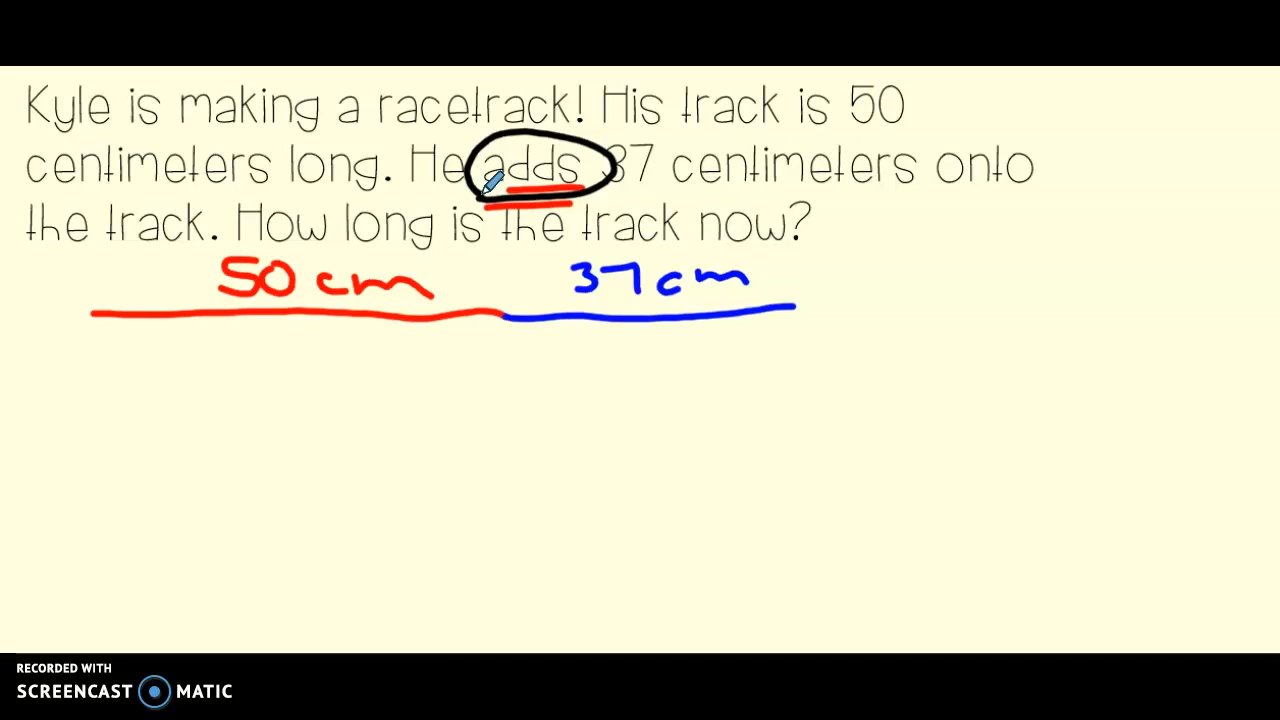 Kyle is making a racetrack! His track is 50
centimeters long. He adds 37 centimeters onto
the track. How long is the track now?
50 cm 37 cm
RECORDED WITH
SCREENCAST MATIC